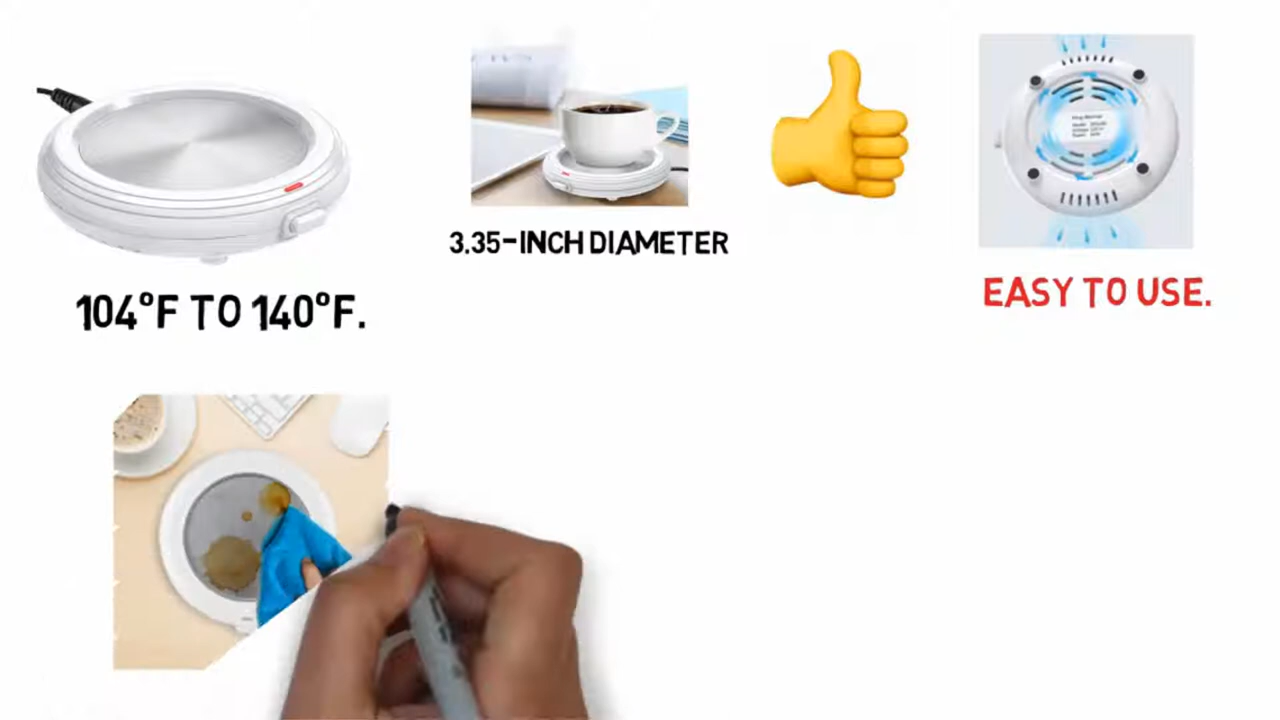 3.35-INCH DIAMETER
EASY TO USE.
104°F TO 140°F.